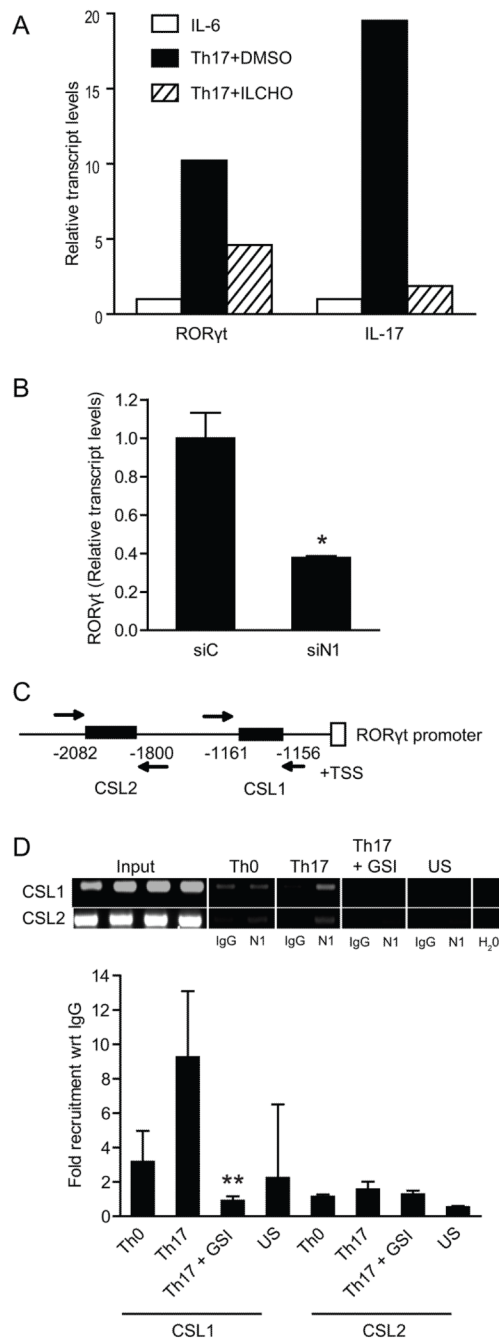 A
Relative transcript levels
20
15
10
5
0
IL-6
Th17+DMSO
Th17+ILCHO
RORγt
IL-17
B
RORγt (Relative transcript levels)
1.2
1.0
0.8
0.6
0.4
0.2
0.0
*
siC
siN1
C
RORγt promoter
-2082
-1800
-1161
-1156
+TSS
CSL2
CSL1
D
Input
Th0
Th17
Th17 + GSI
US
CSL1
CSL2
IgG N1 IgG N1 IgG N1 IgG N1 H20
Fold recruitment wrt IgG
14
12
10
8
6
4
2
0
**
Th0
Th17
Th17 + GSI
US
Th0
Th17
Th17 + GSI
US
CSL1
CSL2